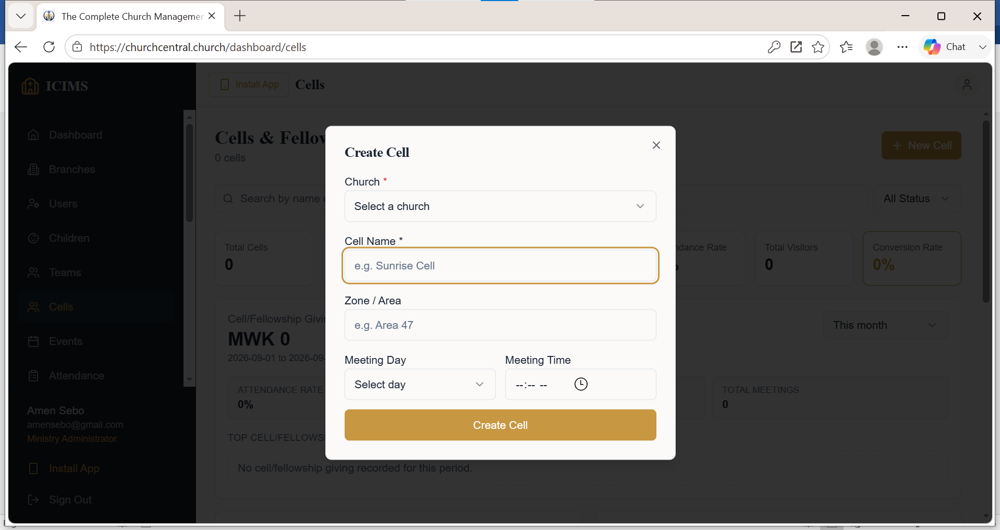 The Complete Church Managemen
https://churchcentral.church/dashboard/cells
Chat
ICIMS
Install App
Cells
Dashboard
Branches
Users
Children
Teams
Cells
Events
Attendance
Amen Sebo
amensebo@gmail.com
Ministry Administrator
Install App
Sign Out
Cells & Fellow
0 cells
+ New Cell
Search by name
All Status
Total Cells
0
ndance Rate
Total Visitors
0
Conversion Rate
0%
Cell/Fellowship Givi
MWK 0
2026-09-01 to 2026-09-
This month
ATTENDANCE RATE
0%
TOTAL MEETINGS
0
TOP CELL/FELLOWS
No cell/fellowship giving recorded for this period.
Create Cell
Church *
Select a church
Cell Name *
e.g. Sunrise Cell
Zone / Area
e.g. Area 47
Meeting Day
Meeting Time
Select day
--:-- --
Create Cell